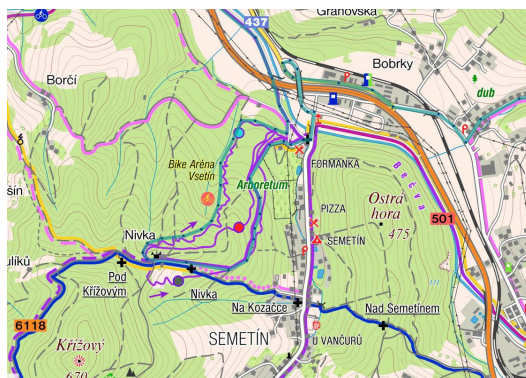 Granovská
437
Bobrky
Borčí
dub
Bike Aréna
Vsetín
Arboretum
FORMANKA
Bečva
PIZZA
Ostrá
hora
475
501
Nivka
SEMETÍN
Pod
Křížovým
Nivka
Na Kozačce
Nad Semetínem
6118
Křížový
670
SEMETÍN
U VANČURŮ